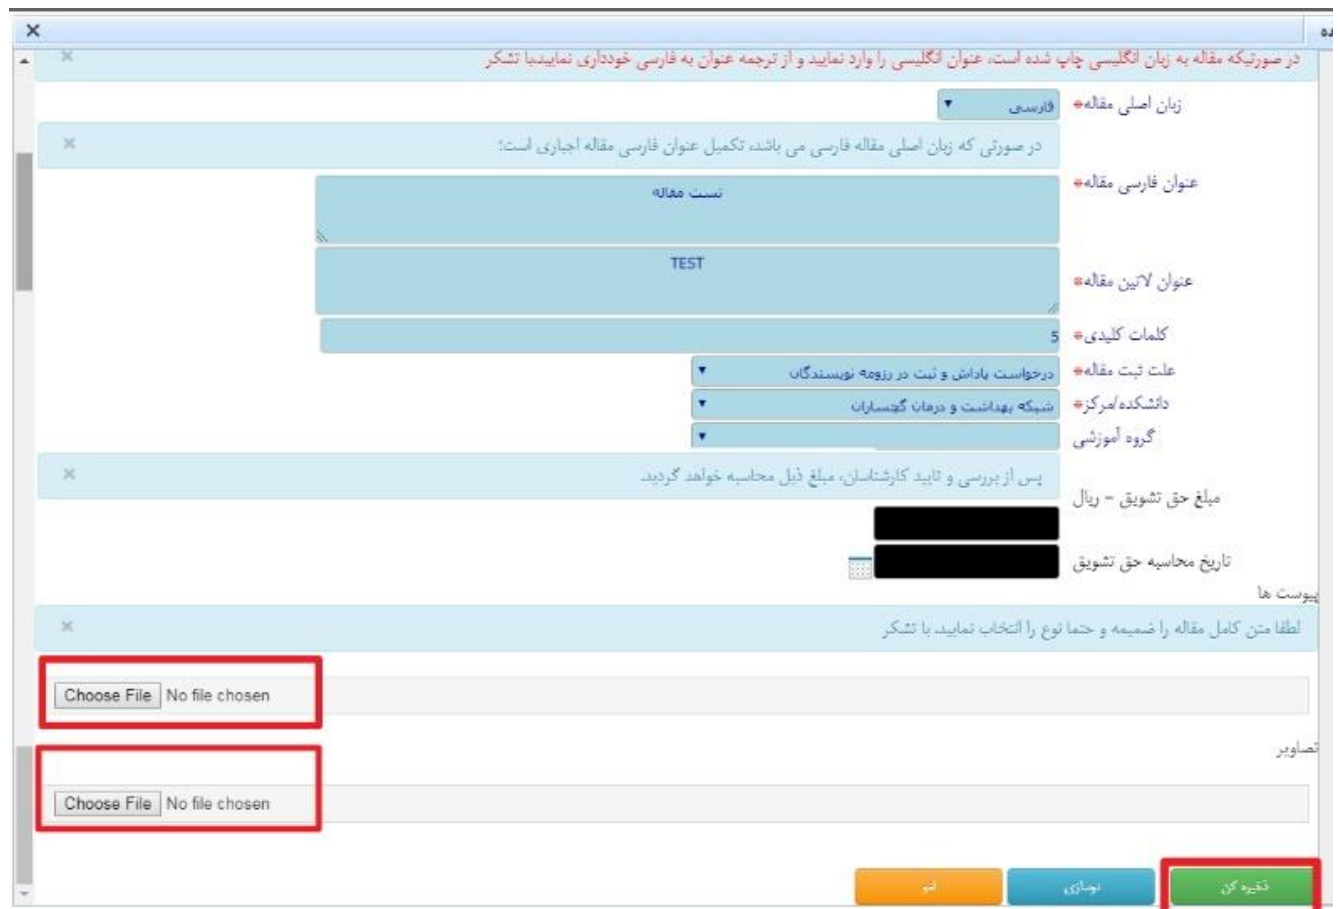 ده
در صورتیکه مقاله به زبان انگلیسی چاپ شده است، عنوان انگلیسی را وارد نمایید و از ترجمه عنوان به فارسی خودداری نمایید.با تشکر
زبان اصلی مقاله* فارسی
در صورتی که زبان اصلی مقاله فارسی می باشد، تکمیل عنوان فارسی مقاله اجباری است؛
عنوان فارسی مقاله* تست مقاله
عنوان لاتین مقاله* TEST
کلمات کلیدی* 5
علت ثبت مقاله* درخواست پاداش و ثبت در رزومه نویسندگان
دانشکده/مرکز* شبکه بهداشت و درمان گچساران
گروه آموزشی
پس از بررسی و تایید کارشناسان، مبلغ ذیل محاسبه خواهد گردید.
مبلغ حق تشویق - ریال
تاریخ محاسبه حق تشویق
پیوست ها
لطفا متن کامل مقاله را ضمیمه و حتما نوع را انتخاب نمایید. با تشکر
Choose File No file chosen
تصاویر
Choose File No file chosen
ذخیره کن نوسازی لغو